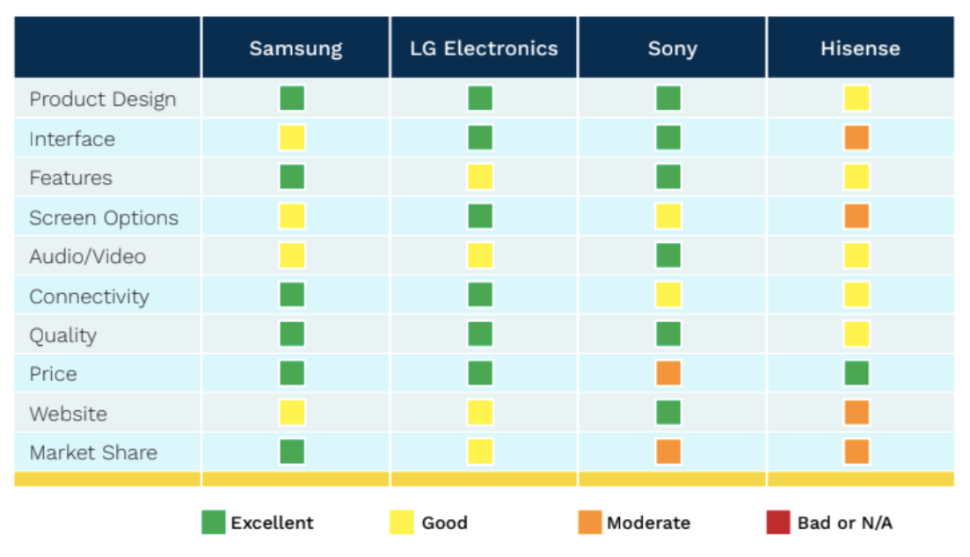 Samsung LG Electronics Sony Hisense
Product Design
Interface
Features
Screen Options
Audio/Video
Connectivity
Quality
Price
Website
Market Share
Excellent Good Moderate Bad or N/A